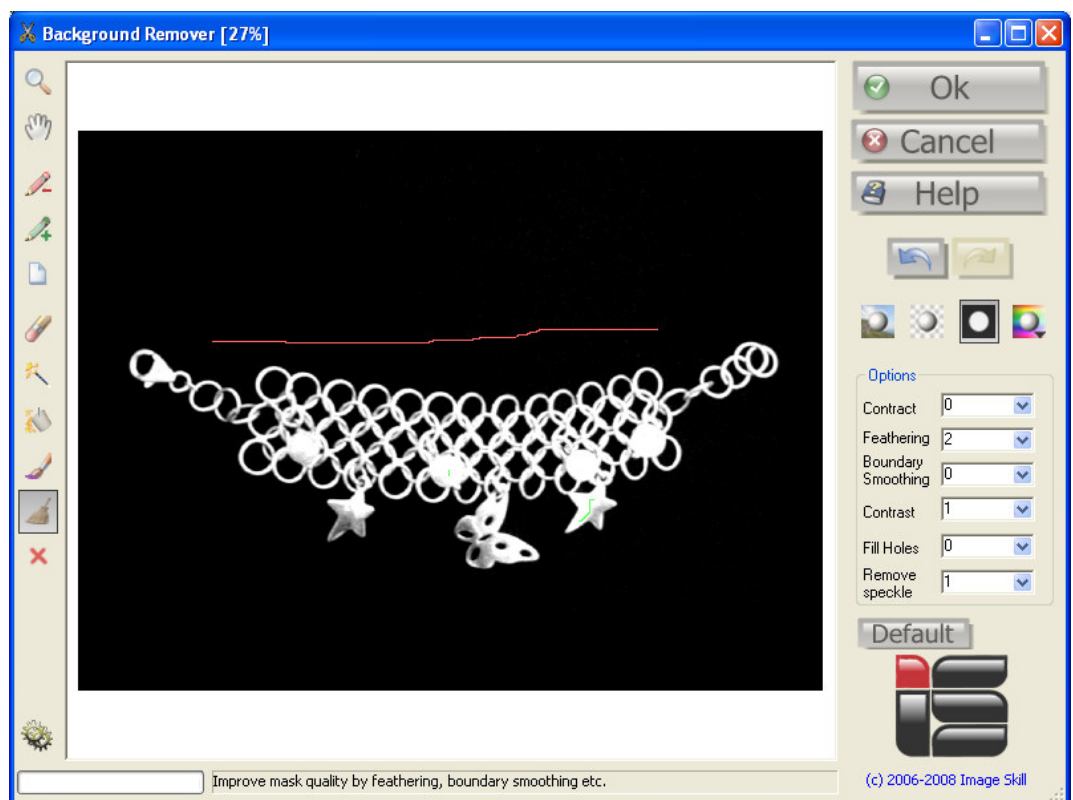 Background Remover [27%]
Ok
Cancel
Help
Options
Contract 0
Feathering 2
Boundary
Smoothing 0
Contrast 1
Fill Holes 0
Remove
speckle 1
Default
(c) 2006-2008 Image Skill
Improve mask quality by feathering, boundary smoothing etc.